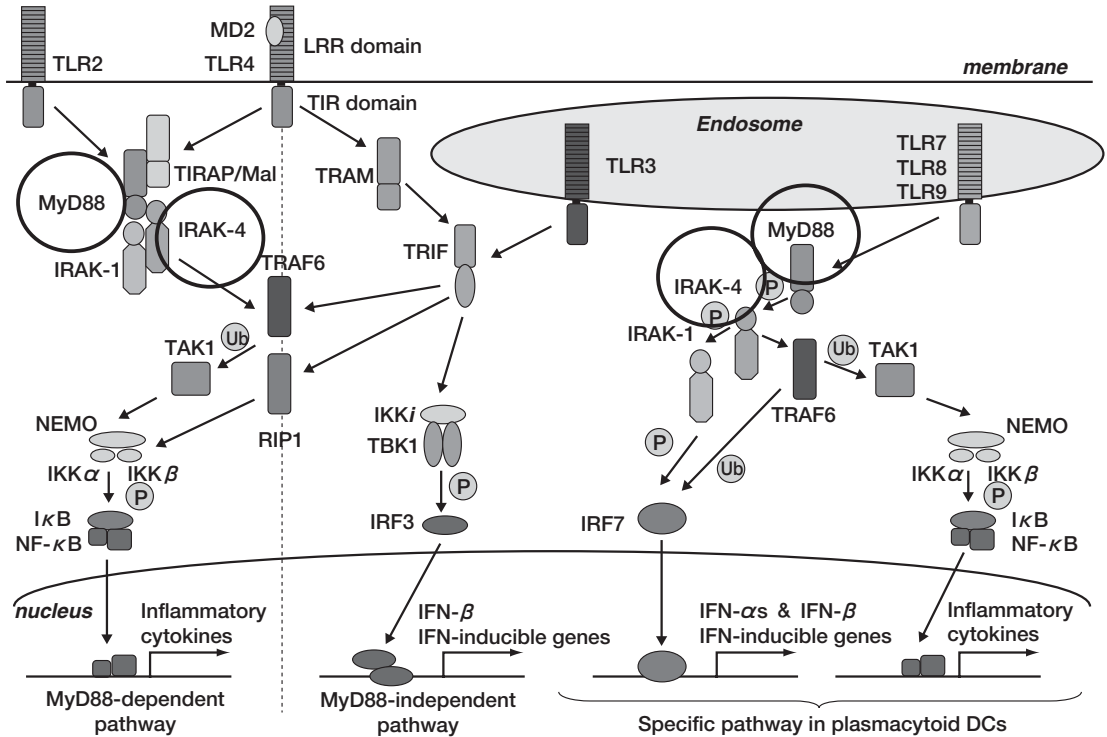 MD2
LRR domain
TLR2
TLR4
membrane
TIR domain
Endosome
TLR3
TLR7
TLR8
TLR9
TIRAP/Mal
TRAM
MyD88
IRAK-4
IRAK-1
TRIF
TRAF6
MyD88
IRAK-4
P
P
IRAK-1
Ub
TAK1
Ub
TAK1
TRAF6
NEMO
RIP1
IKKi
TBK1
NEMO
IKKα
IKKβ
P
P
P
Ub
IKKα
IKKβ
P
IκB
NF-κB
IRF3
IRF7
IκB
NF-κB
nucleus
Inflammatory
cytokines
IFN-β
IFN-inducible genes
IFN-αs & IFN-β
IFN-inducible genes
Inflammatory
cytokines
MyD88-dependent
pathway
MyD88-independent
pathway
Specific pathway in plasmacytoid DCs